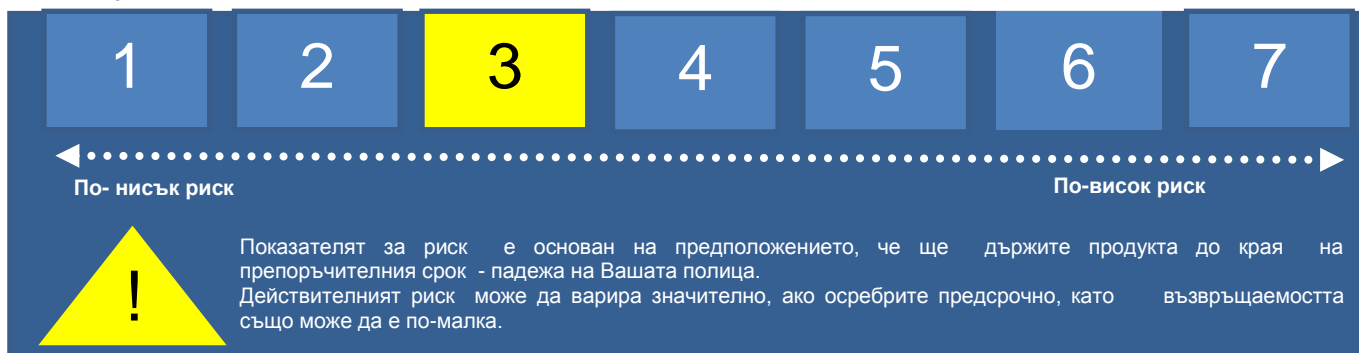 1 2 3 4 5 6 7
По- нисък риск По-висок риск
!
Показателят за риск е основан на предположението, че ще държите продукта до края на
препоръчителния срок - падежа на Вашата полица.
Действителният риск може да варира значително, ако осребрите предсрочно, като възвръщаемостта
също може да е по-малка.